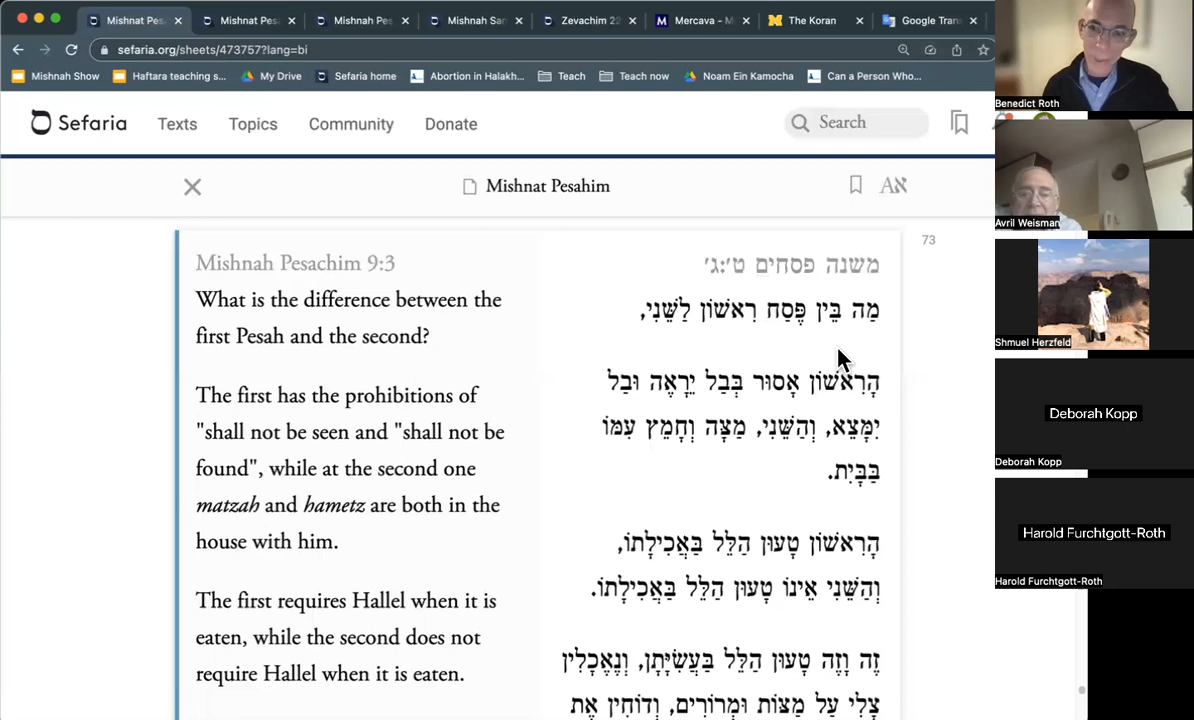 Mishnat Pes
Mishnat Pes
Mishnah Pes
Mishnat San
Zevachim 22
Mercava - M
The Koran
Google Tran
sefaria.org/sheets/473757?lang=bi
Mishnah Show
Haftara teaching s...
My Drive
Sefaria home
Abortion in Halakh...
Teach
Teach now
Noam Ein Kamocha
Can a Person Who...
Sefaria
Texts
Topics
Community
Donate
Search
Mishnat Pesahim
Aא
73
Mishnah Pesachim 9:3
What is the difference between the
first Pesah and the second?
The first has the prohibitions of
"shall not be seen and "shall not be
found", while at the second one
matzah and hametz are both in the
house with him.
The first requires Hallel when it is
eaten, while the second does not
require Hallel when it is eaten.
משנה פסחים ט׳:ג׳
מַה בֵּין פֶּסַח רִאשׁוֹן לַשֵּׁנִי,
הָרִאשׁוֹן אָסוּר בְּבַל יֵרָאֶה וּבַל
יִמָּצֵא, וְהַשֵּׁנִי, מַצָּה וְחָמֵץ עִמּוֹ
בַּבָּיִת.
הָרִאשׁוֹן טָעוּן הַלֵּל בַּאֲכִילָתוֹ,
וְהַשֵּׁנִי אֵינוֹ טָעוּן הַלֵּל בַּאֲכִילָתוֹ.
זֶה וָזֶה טָעוּן הַלֵּל בַּעֲשִׂיָּתָן, וְנֶאֱכָלִין
צָלִי עַל מַצּוֹת וּמְרוֹרִים, וְדוֹחִין אֶת
Benedict Roth
Avril Weisman
Shmuel Herzfeld
Deborah Kopp
Deborah Kopp
Harold Furchtgott-Roth
Harold Furchtgott-Roth